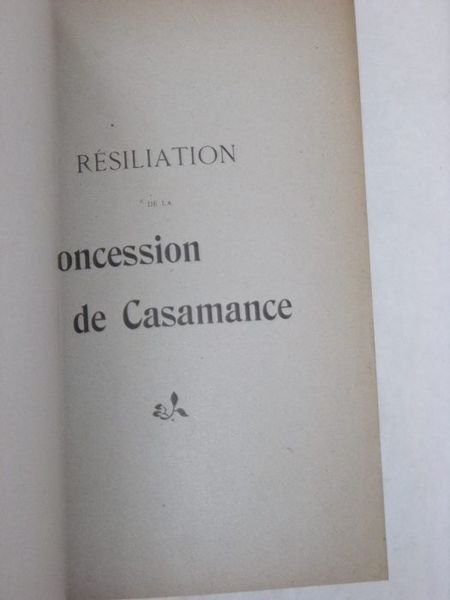 RÉSILIATION
DE LA
oncession
de Casamance